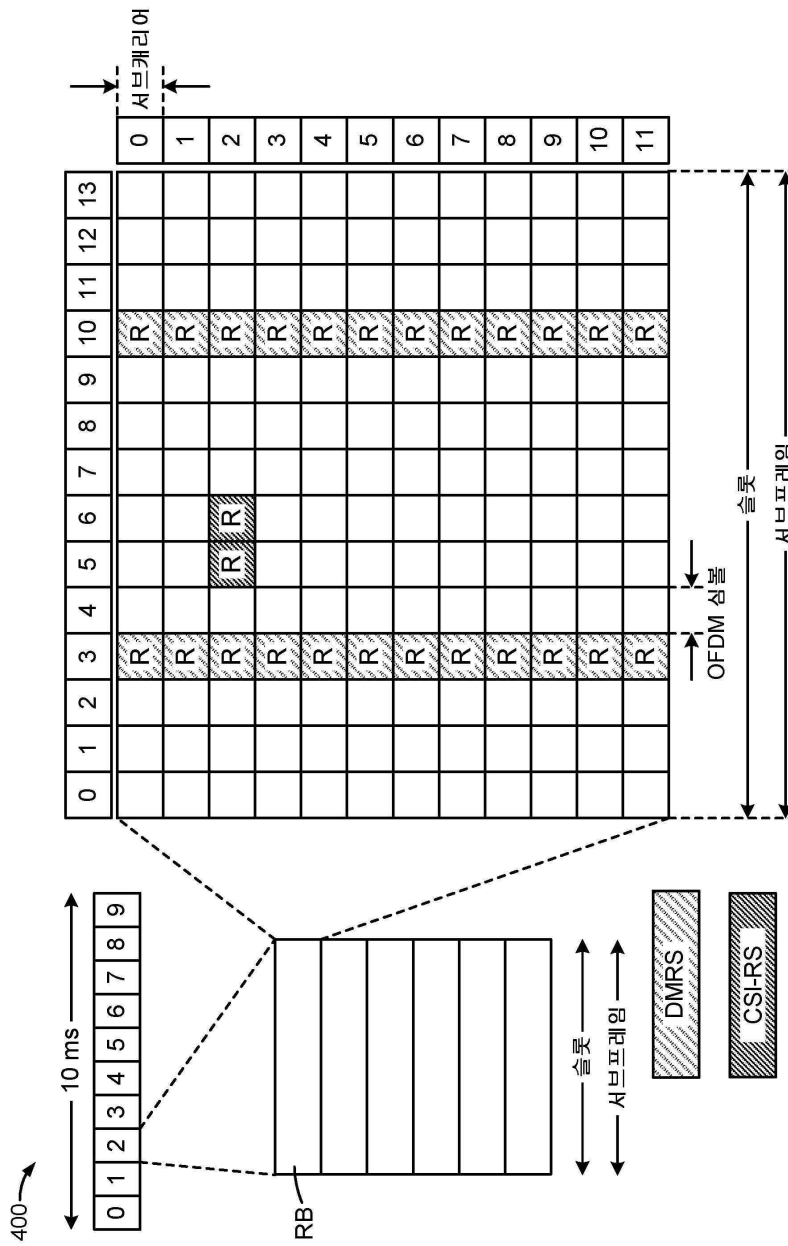 400
10 ms
0 1 2 3 4 5 6 7 8 9
RB
슬롯
서브프레임
DMRS
CSI-RS
0 1 2 3 4 5 6 7 8 9 10 11 12 13
서브캐리어
R R 0
R R 1
R R R R 2
R R 3
R R 4
R R 5
R R 6
R R 7
R R 8
R R 9
R R 10
R R 11
OFDM 심볼
슬롯
서브프레임